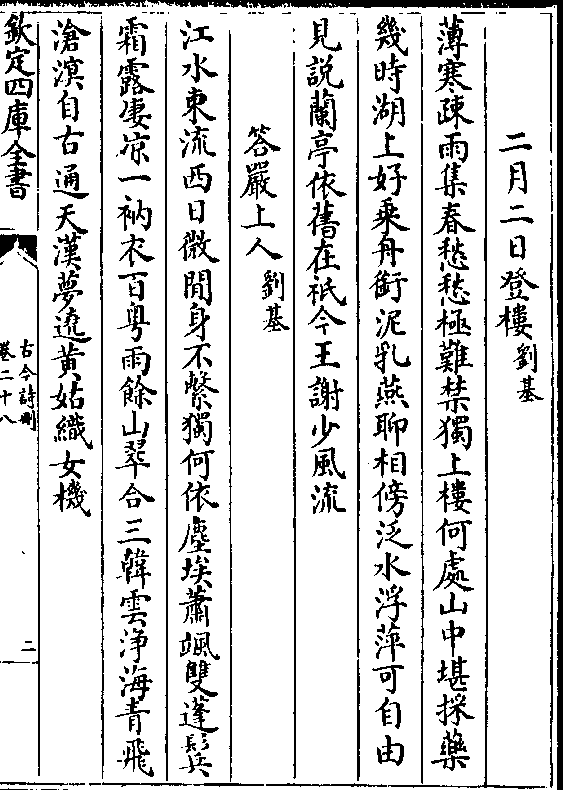 二月二日登樓 劉基
薄寒疎雨集春愁愁極難禁獨上樓何處山中堪採藥
幾時湖上好乗舟銜泥乳燕聊相傍泛水浮萍可自由
見説蘭亭依舊在祇今王謝少風流
答嚴上人 劉基
江水東流西日微閒身不繫獨何依塵埃蕭颯雙蓬鬂
霜露凄凉一衲衣百粤雨餘山翠合三韓雲浄海青飛
滄溟自古通天漢夢遶黄姑織女機
欽定四庫全書
古今詩刪
卷二十八
二